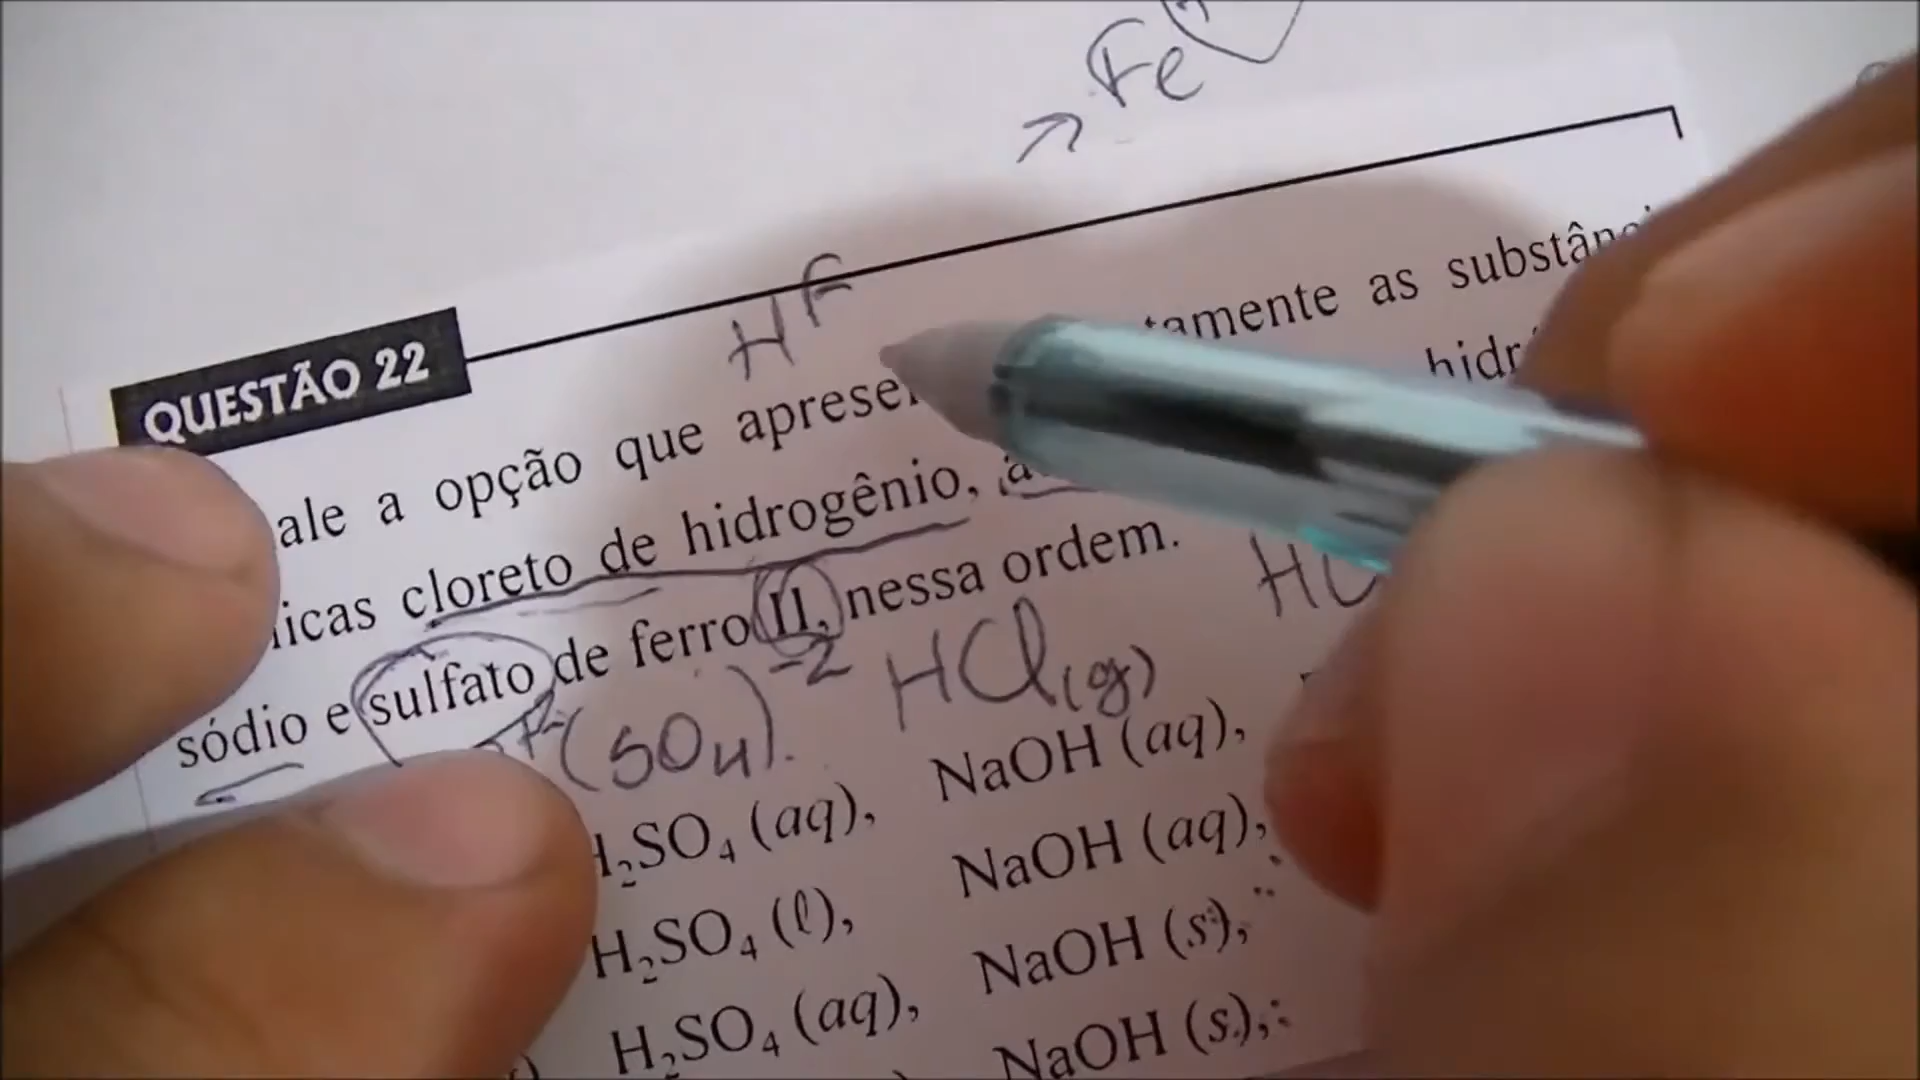 Fe
HF
QUESTÃO 22
ale a opção que aprese tamente as substân
icas cloreto de hidrogênio, á hidr
sódio e sulfato de ferro II, nessa ordem.
(SO₄)⁻² HCl(g) HC
H₂SO₄ (aq), NaOH (aq),
H₂SO₄ (ℓ), NaOH (aq),
H₂SO₄ (aq), NaOH (s),
NaOH (s),